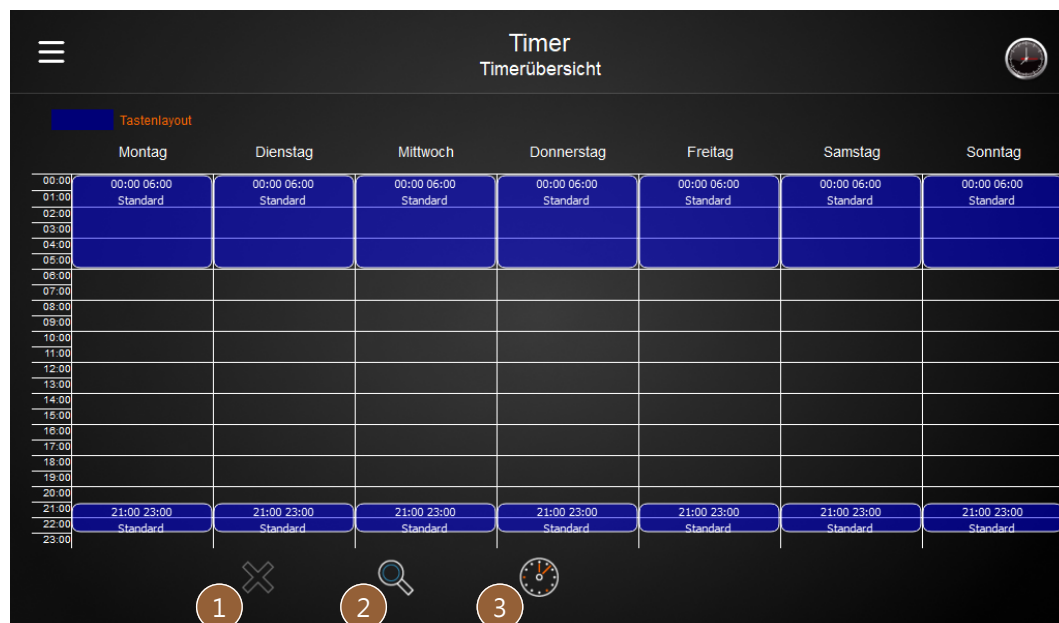 Timer
Timerübersicht
Tastenlayout
Montag Dienstag Mittwoch Donnerstag Freitag Samstag Sonntag
00:00
00:00 06:00 00:00 06:00 00:00 06:00 00:00 06:00 00:00 06:00 00:00 06:00 00:00 06:00
01:00 Standard Standard Standard Standard Standard Standard Standard
02:00
03:00
04:00
05:00
06:00
07:00
08:00
09:00
10:00
11:00
12:00
13:00
14:00
15:00
16:00
17:00
18:00
19:00
20:00
21:00 21:00 23:00 21:00 23:00 21:00 23:00 21:00 23:00 21:00 23:00 21:00 23:00 21:00 23:00
22:00 Standard Standard Standard Standard Standard Standard Standard
23:00
1 2 3